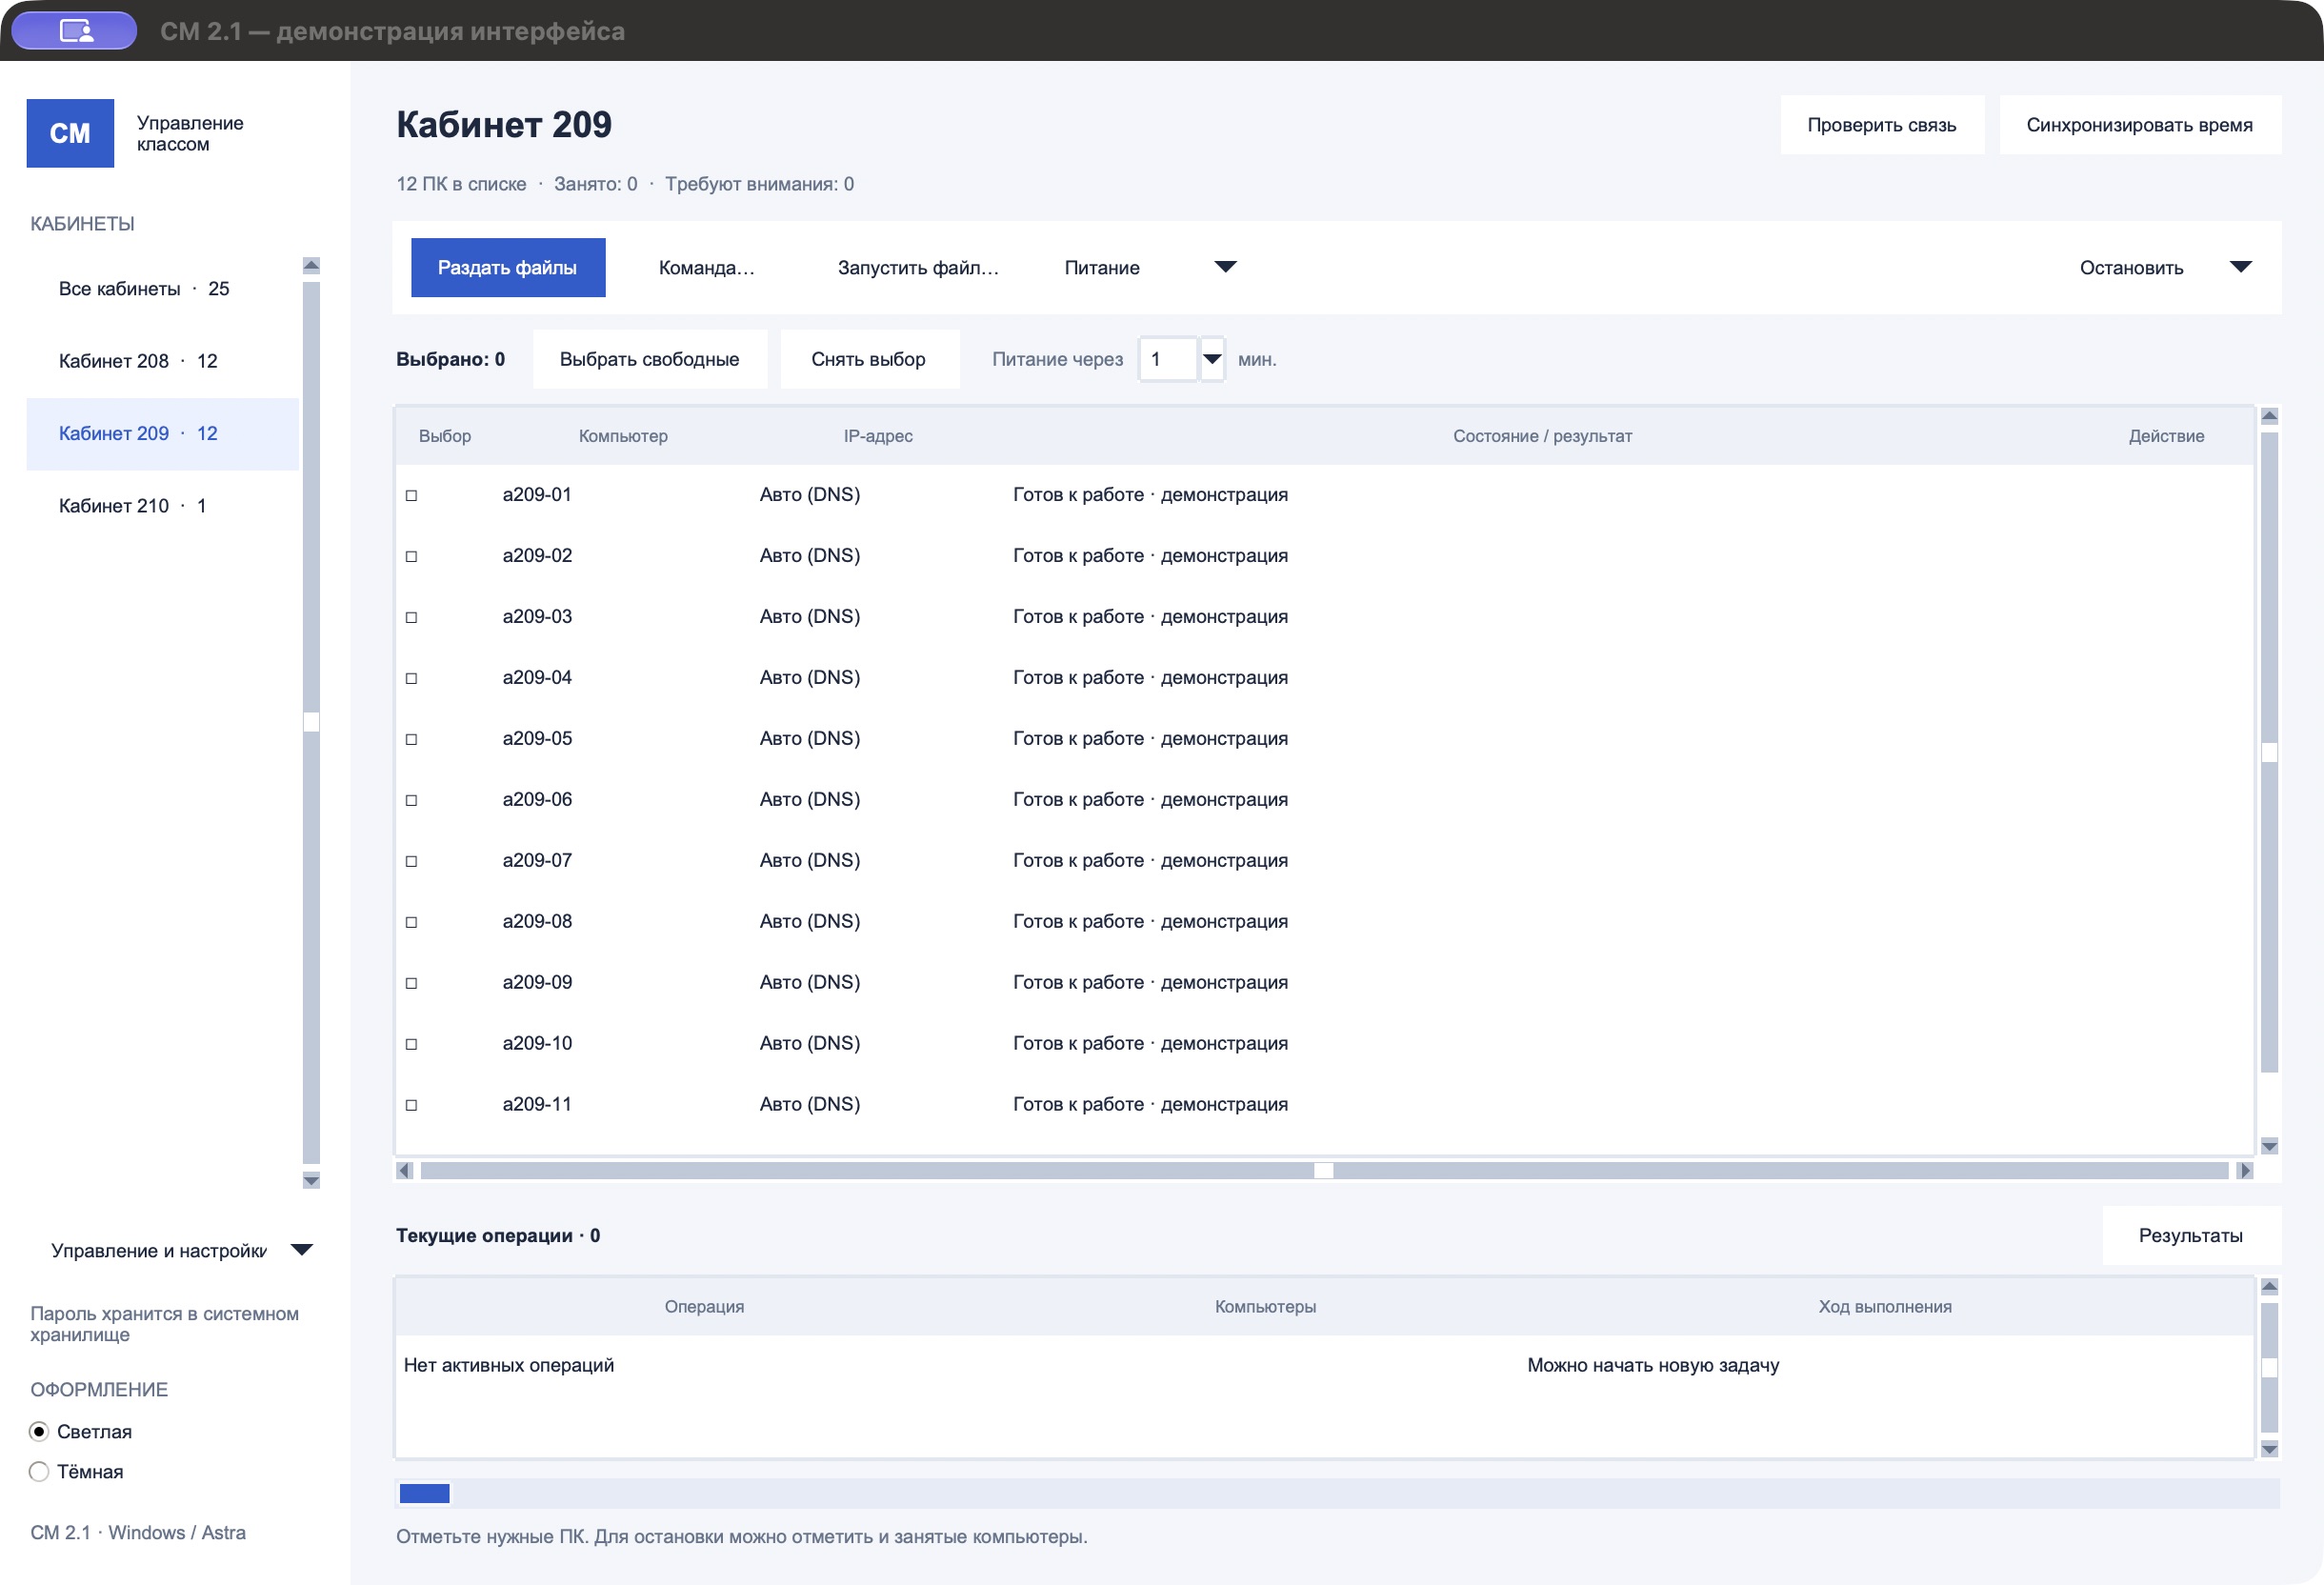 СМ 2.1 — демонстрация интерфейса
СМ
Управление
классом
КАБИНЕТЫ
Все кабинеты · 25
Кабинет 208 · 12
Кабинет 209 · 12
Кабинет 210 · 1
Управление и настройки
Пароль хранится в системном
хранилище
ОФОРМЛЕНИЕ
Светлая
Тёмная
СМ 2.1 · Windows / Astra
Кабинет 209
Проверить связь
Синхронизировать время
12 ПК в списке · Занято: 0 · Требуют внимания: 0
Раздать файлы
Команда...
Запустить файл...
Питание
Остановить
Выбрано: 0
Выбрать свободные
Снять выбор
Питание через 1 мин.
Выбор Компьютер IP-адрес Состояние / результат Действие
a209-01 Авто (DNS) Готов к работе · демонстрация
a209-02 Авто (DNS) Готов к работе · демонстрация
a209-03 Авто (DNS) Готов к работе · демонстрация
a209-04 Авто (DNS) Готов к работе · демонстрация
a209-05 Авто (DNS) Готов к работе · демонстрация
a209-06 Авто (DNS) Готов к работе · демонстрация
a209-07 Авто (DNS) Готов к работе · демонстрация
a209-08 Авто (DNS) Готов к работе · демонстрация
a209-09 Авто (DNS) Готов к работе · демонстрация
a209-10 Авто (DNS) Готов к работе · демонстрация
a209-11 Авто (DNS) Готов к работе · демонстрация
Текущие операции · 0
Результаты
Операция Компьютеры Ход выполнения
Нет активных операций Можно начать новую задачу
Отметьте нужные ПК. Для остановки можно отметить и занятые компьютеры.